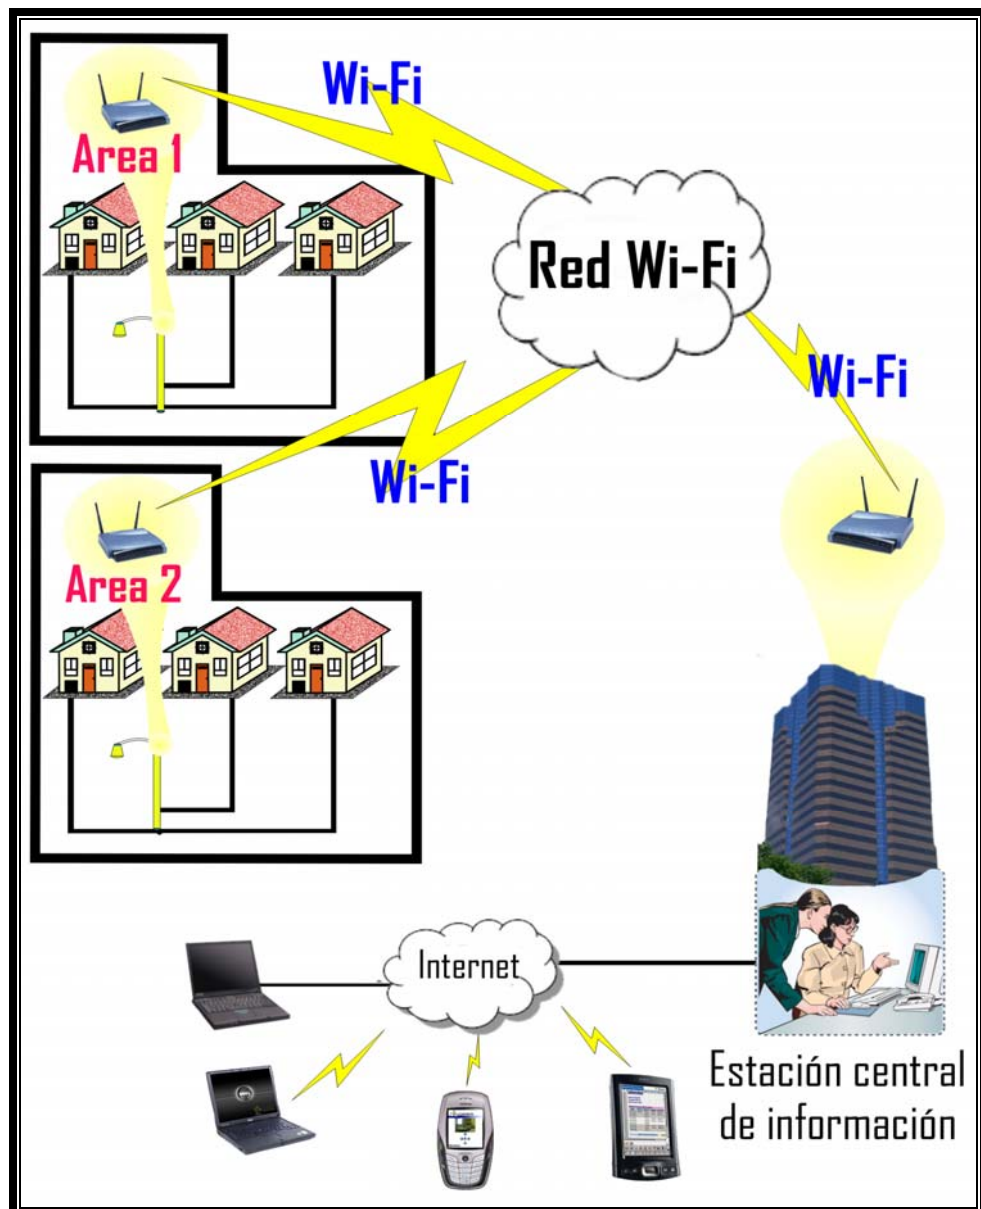 Wi-Fi
Area 1
Red Wi-Fi
Wi-Fi
Wi-Fi
Area 2
Internet
Estación central
de información